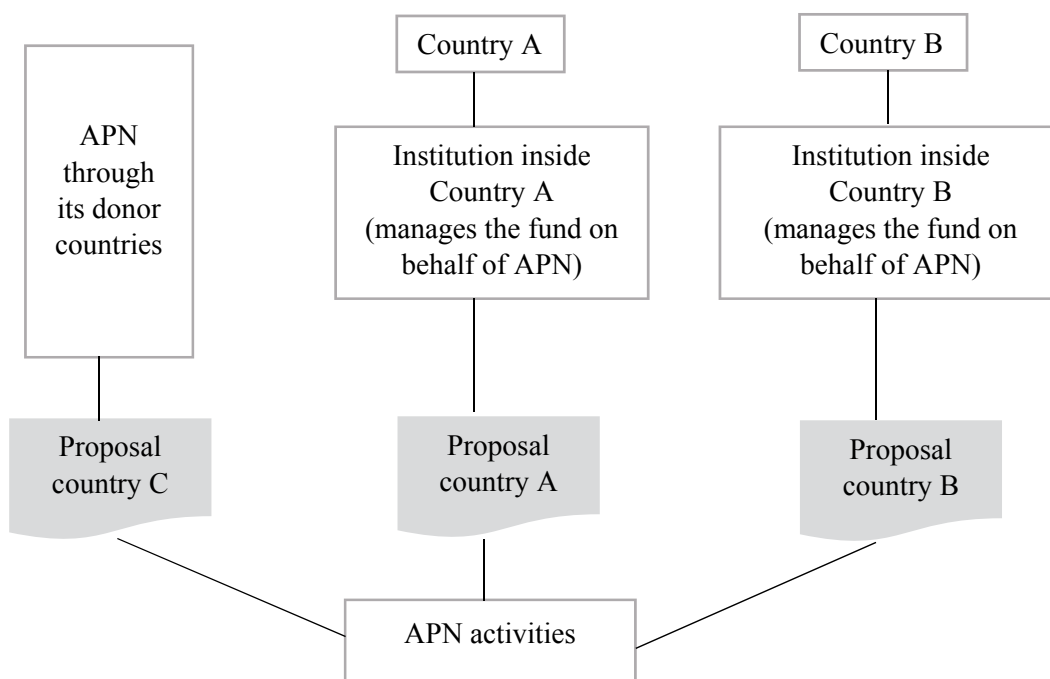 APN
through
its donor
countries
Country A
Institution inside
Country A
(manages the fund on
behalf of APN)
Country B
Institution inside
Country B
(manages the fund on
behalf of APN)
Proposal
country C
Proposal
country A
Proposal
country B
APN activities